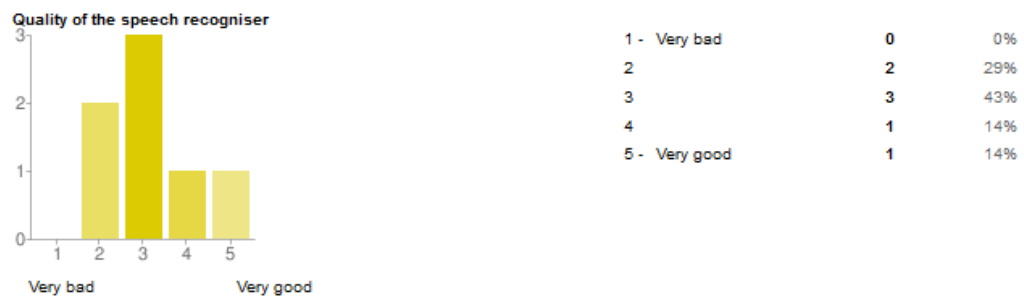 Quality of the speech recogniser
3
2
1
0
1 2 3 4 5
Very bad Very good
1 - Very bad 0 0%
2 2 29%
3 3 43%
4 1 14%
5 - Very good 1 14%